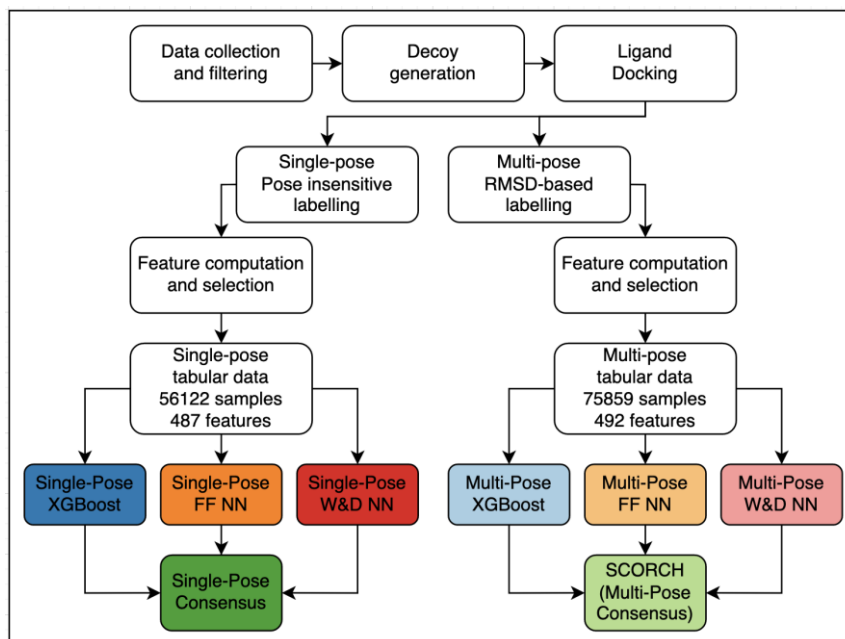 Data collection
and filtering
Decoy
generation
Ligand
Docking
Single-pose
Pose insensitive
labelling
Multi-pose
RMSD-based
labelling
Feature computation
and selection
Feature computation
and selection
Single-pose
tabular data
56122 samples
487 features
Multi-pose
tabular data
75859 samples
492 features
Single-Pose
XGBoost
Single-Pose
FF NN
Single-Pose
W&D NN
Multi-Pose
XGBoost
Multi-Pose
FF NN
Multi-Pose
W&D NN
Single-Pose
Consensus
SCORCH
(Multi-Pose
Consensus)